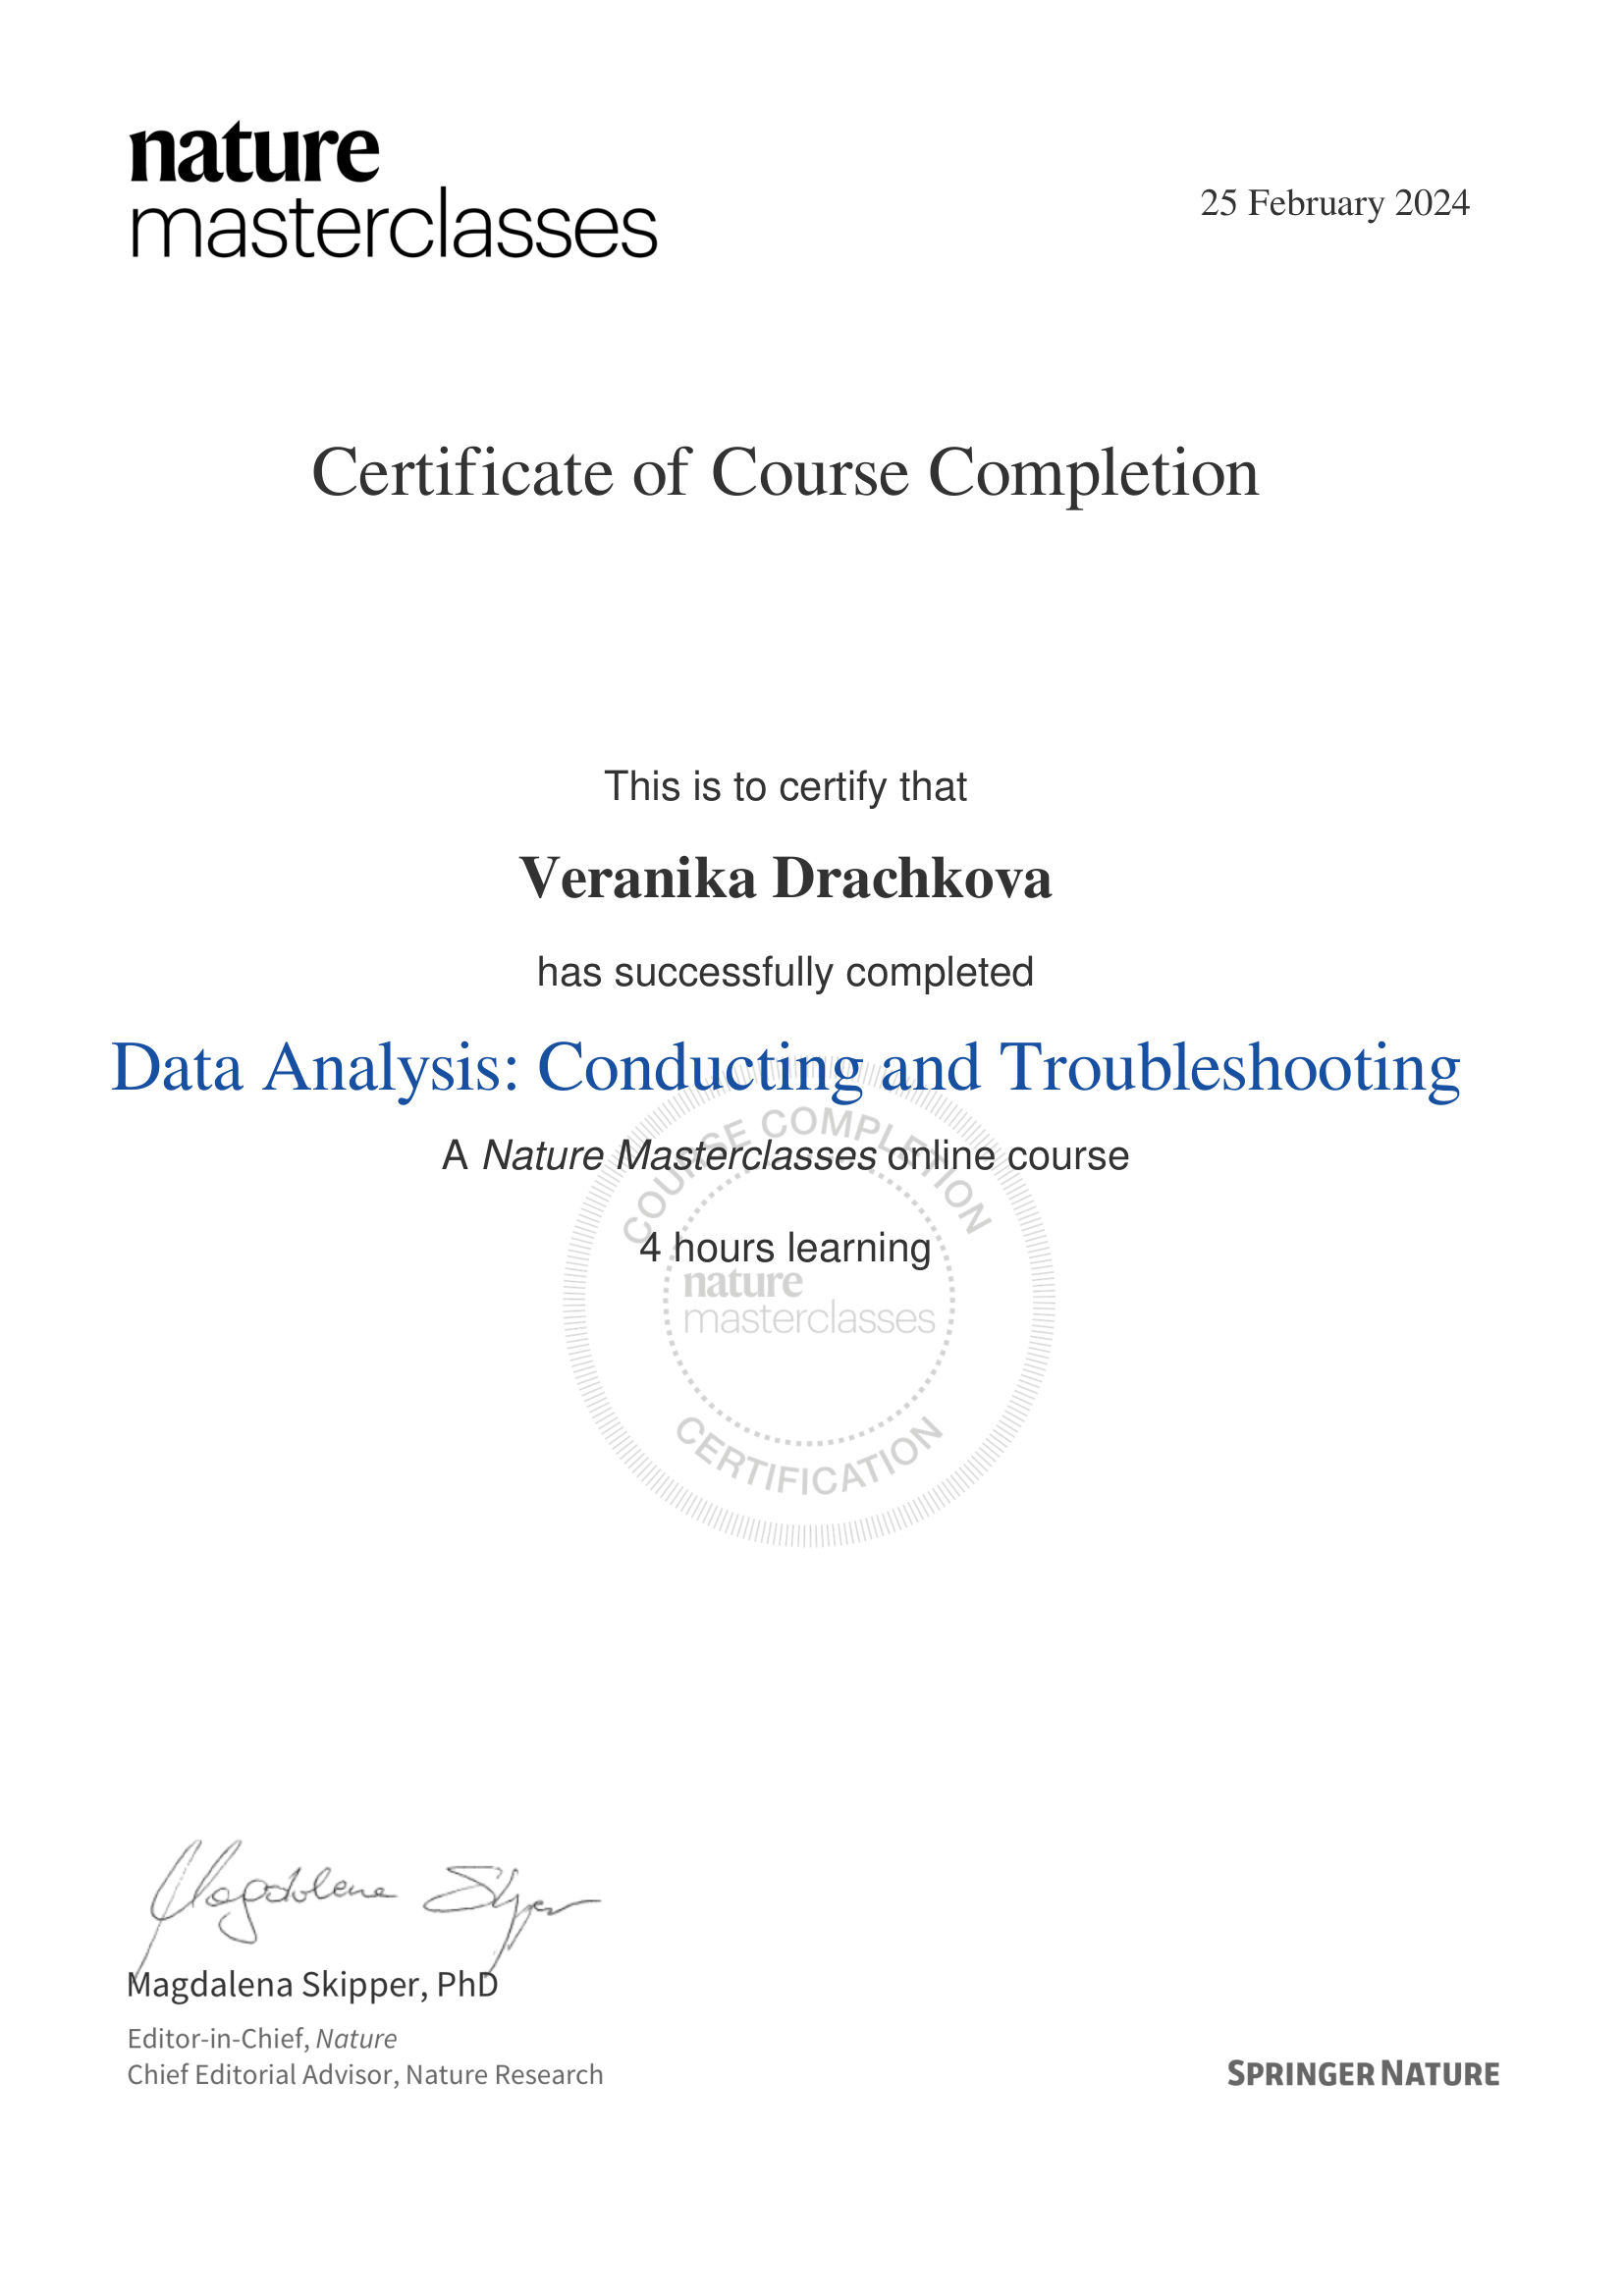 nature
masterclasses
25 February 2024
Certificate of Course Completion
This is to certify that
Veranika Drachkova
has successfully completed
Data Analysis: Conducting and Troubleshooting
A Nature Masterclasses online course
4 hours learning
COURSE COMPLETION
nature
masterclasses
CERTIFICATION
Magdalena Skipper
Magdalena Skipper, PhD
Editor-in-Chief, Nature
Chief Editorial Advisor, Nature Research
SPRINGER NATURE